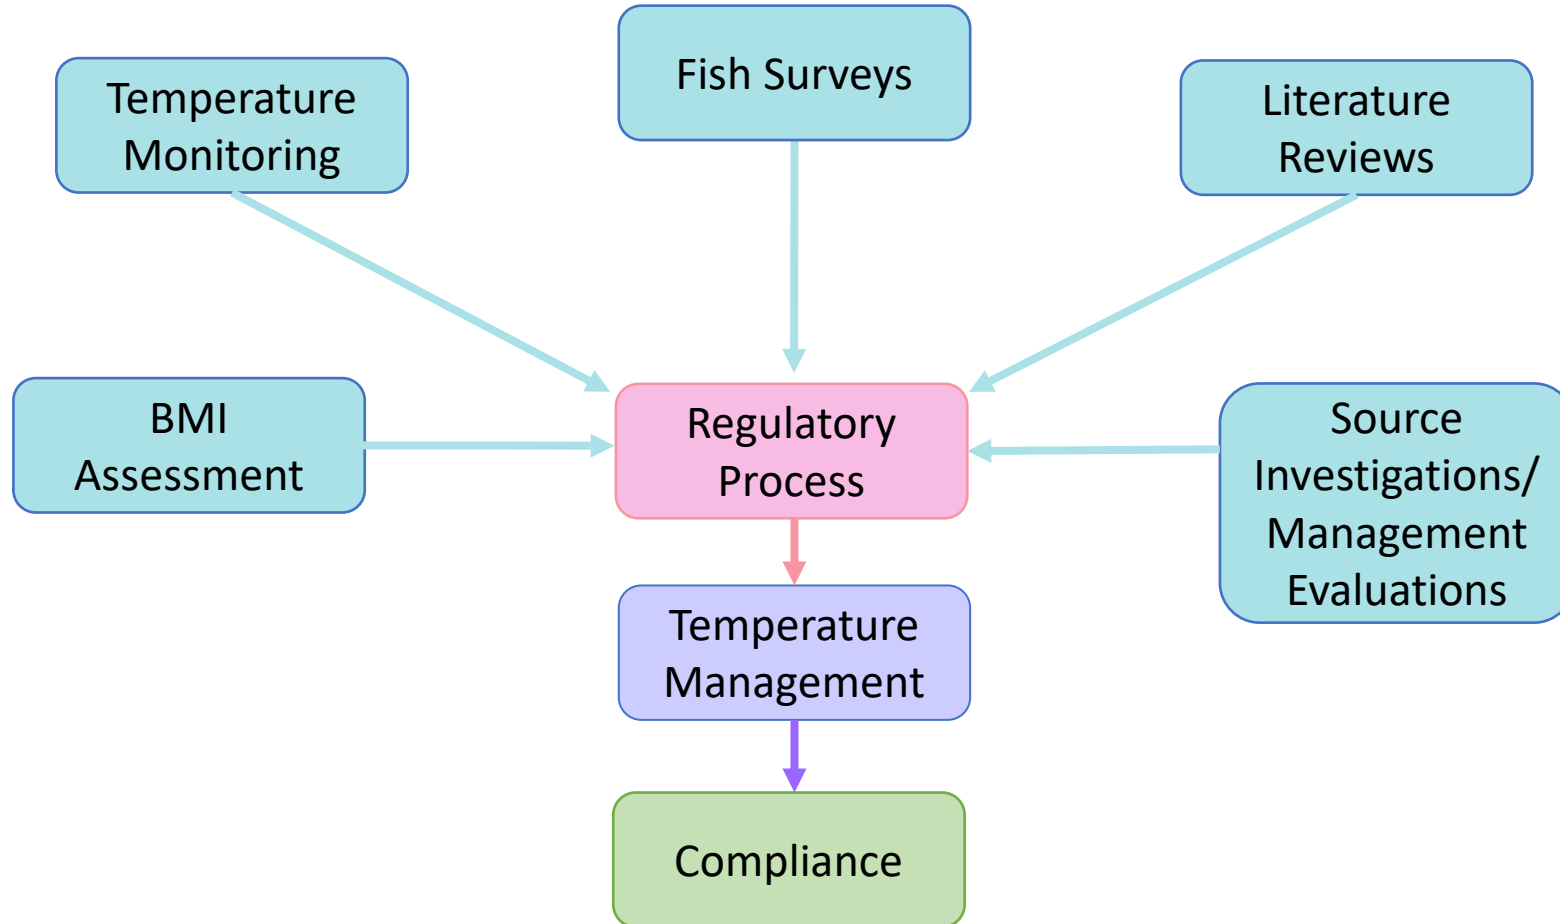 Fish Surveys
Temperature
Monitoring
Literature
Reviews
BMI
Assessment
Regulatory
Process
Source
Investigations/
Management
Evaluations
Temperature
Management
Compliance